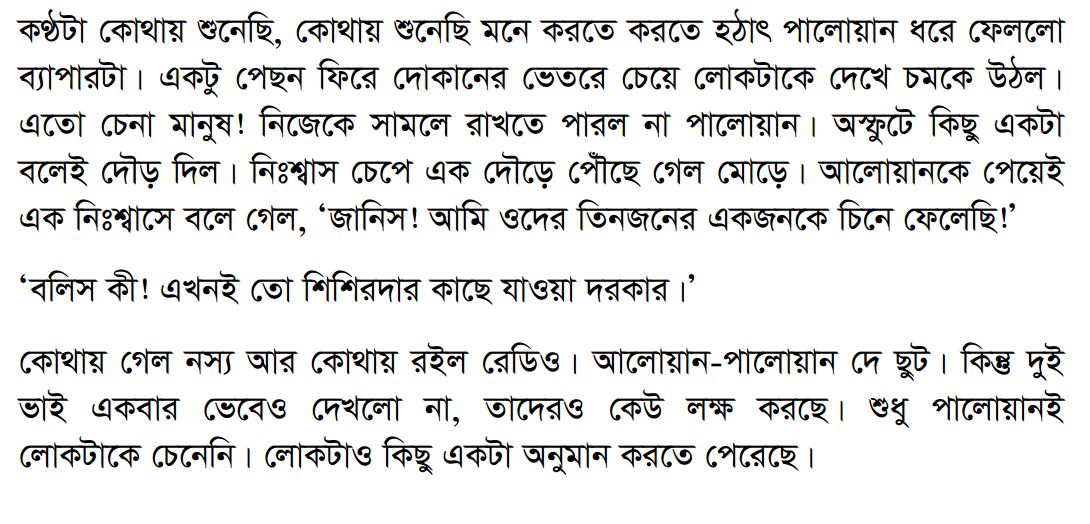 কণ্ঠটা কোথায় শুনেছি, কোথায় শুনেছি মনে করতে করতে হঠাৎ পালোয়ান ধরে ফেললো
ব্যাপারটা। একটু পেছন ফিরে দোকানের ভেতরে চেয়ে লোকটাকে দেখে চমকে উঠল।
এতো চেনা মানুষ! নিজেকে সামলে রাখতে পারল না পালোয়ান। অস্ফুটে কিছু একটা
বলেই দৌড় দিল। নিঃশ্বাস চেপে এক দৌড়ে পৌঁছে গেল মোড়ে। আলোয়ানকে পেয়েই
এক নিঃশ্বাসে বলে গেল, ‘জানিস! আমি ওদের তিনজনের একজনকে চিনে ফেলেছি!’
‘বলিস কী! এখনই তো শিশিরদার কাছে যাওয়া দরকার।’
কোথায় গেল নস্য আর কোথায় রইল রেডিও। আলোয়ান-পালোয়ান দে ছুট। কিন্তু দুই
ভাই একবার ভেবেও দেখলো না, তাদেরও কেউ লক্ষ করছে। শুধু পালোয়ানই
লোকটাকে চেনেনি। লোকটাও কিছু একটা অনুমান করতে পেরেছে।